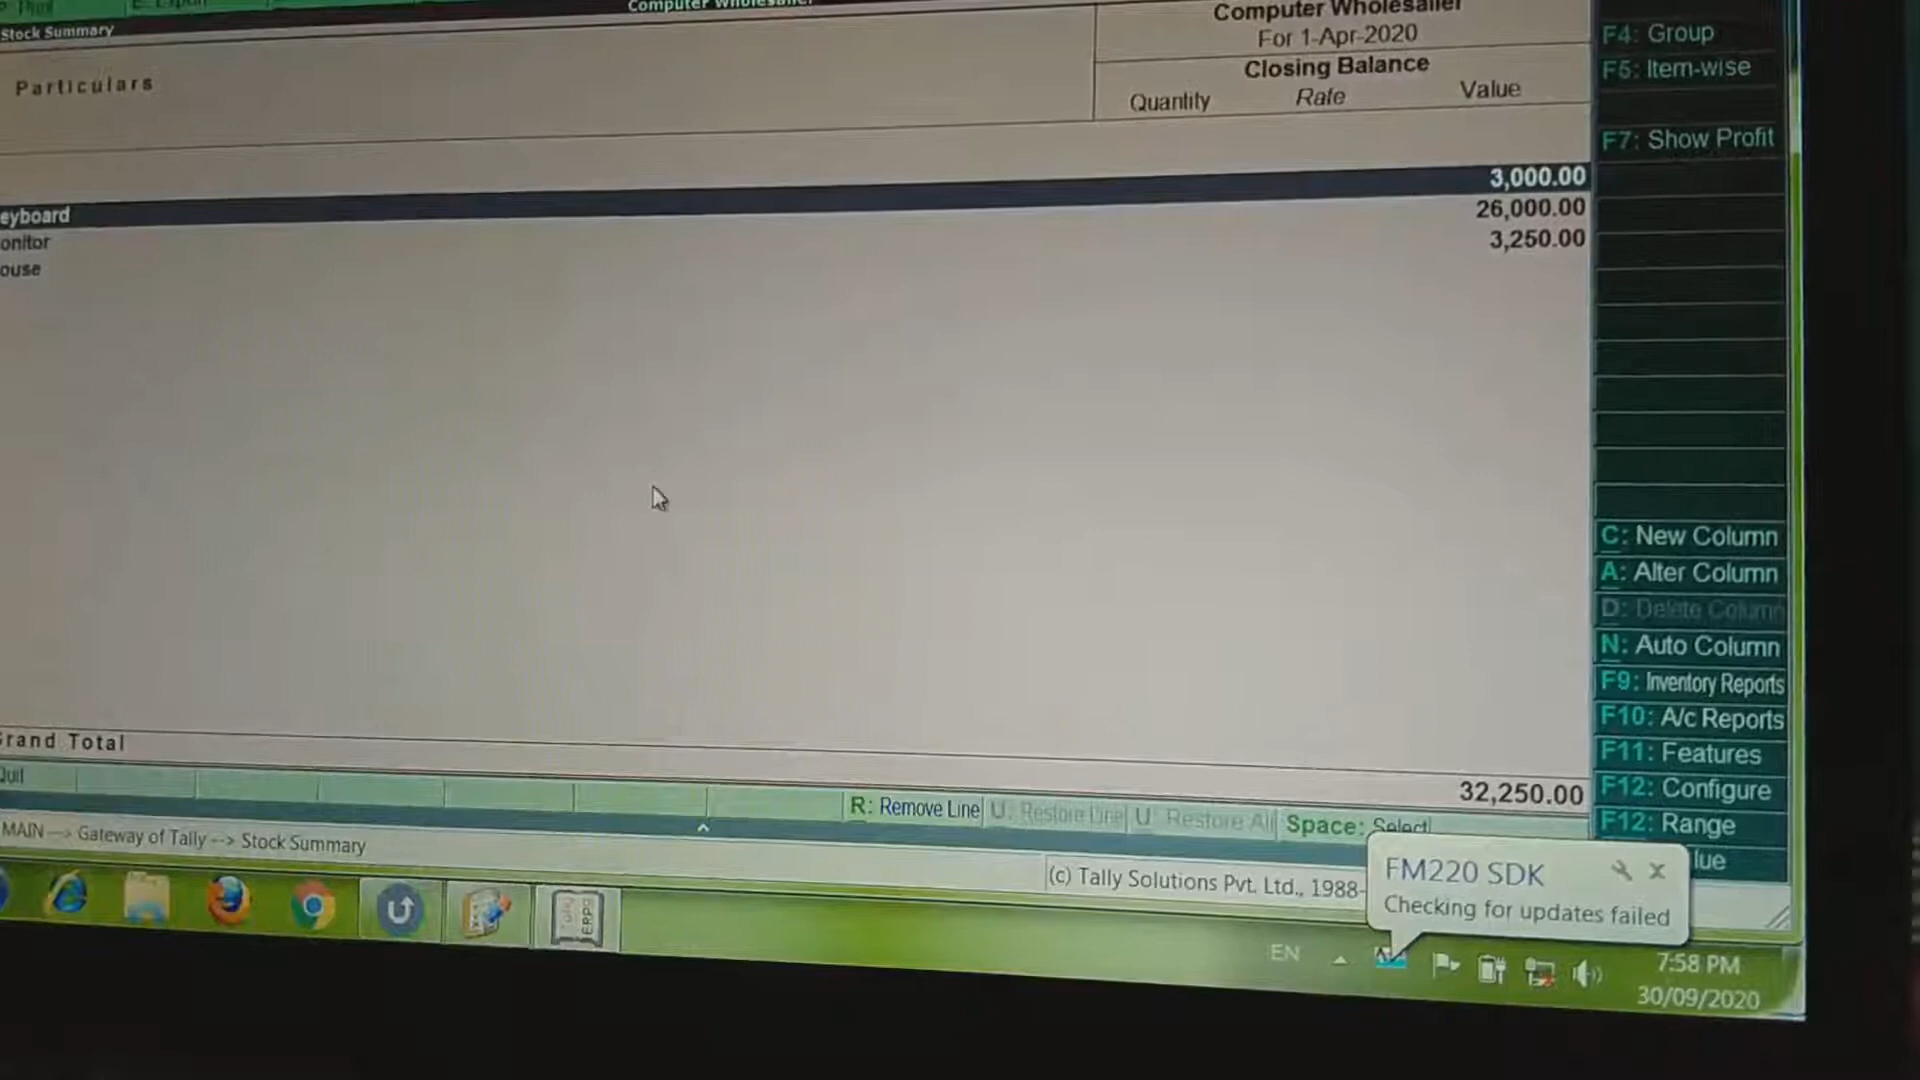 Stock Summary
Particulars
Computer Wholesaller
For 1-Apr-2020
Closing Balance
Quantity Rate Value
eyboard 3,000.00
onitor 26,000.00
ouse 3,250.00
Grand Total 32,250.00
Quit
R: Remove Line U: Restore Line U: Restore All Space: Select
MAIN --> Gateway of Tally --> Stock Summary
(c) Tally Solutions Pvt. Ltd., 1988-
F4: Group
F5: Item-wise
F7: Show Profit
C: New Column
A: Alter Column
D: Delete Column
N: Auto Column
F9: Inventory Reports
F10: A/c Reports
F11: Features
F12: Configure
F12: Range
lue
FM220 SDK
Checking for updates failed
EN
7:58 PM
30/09/2020